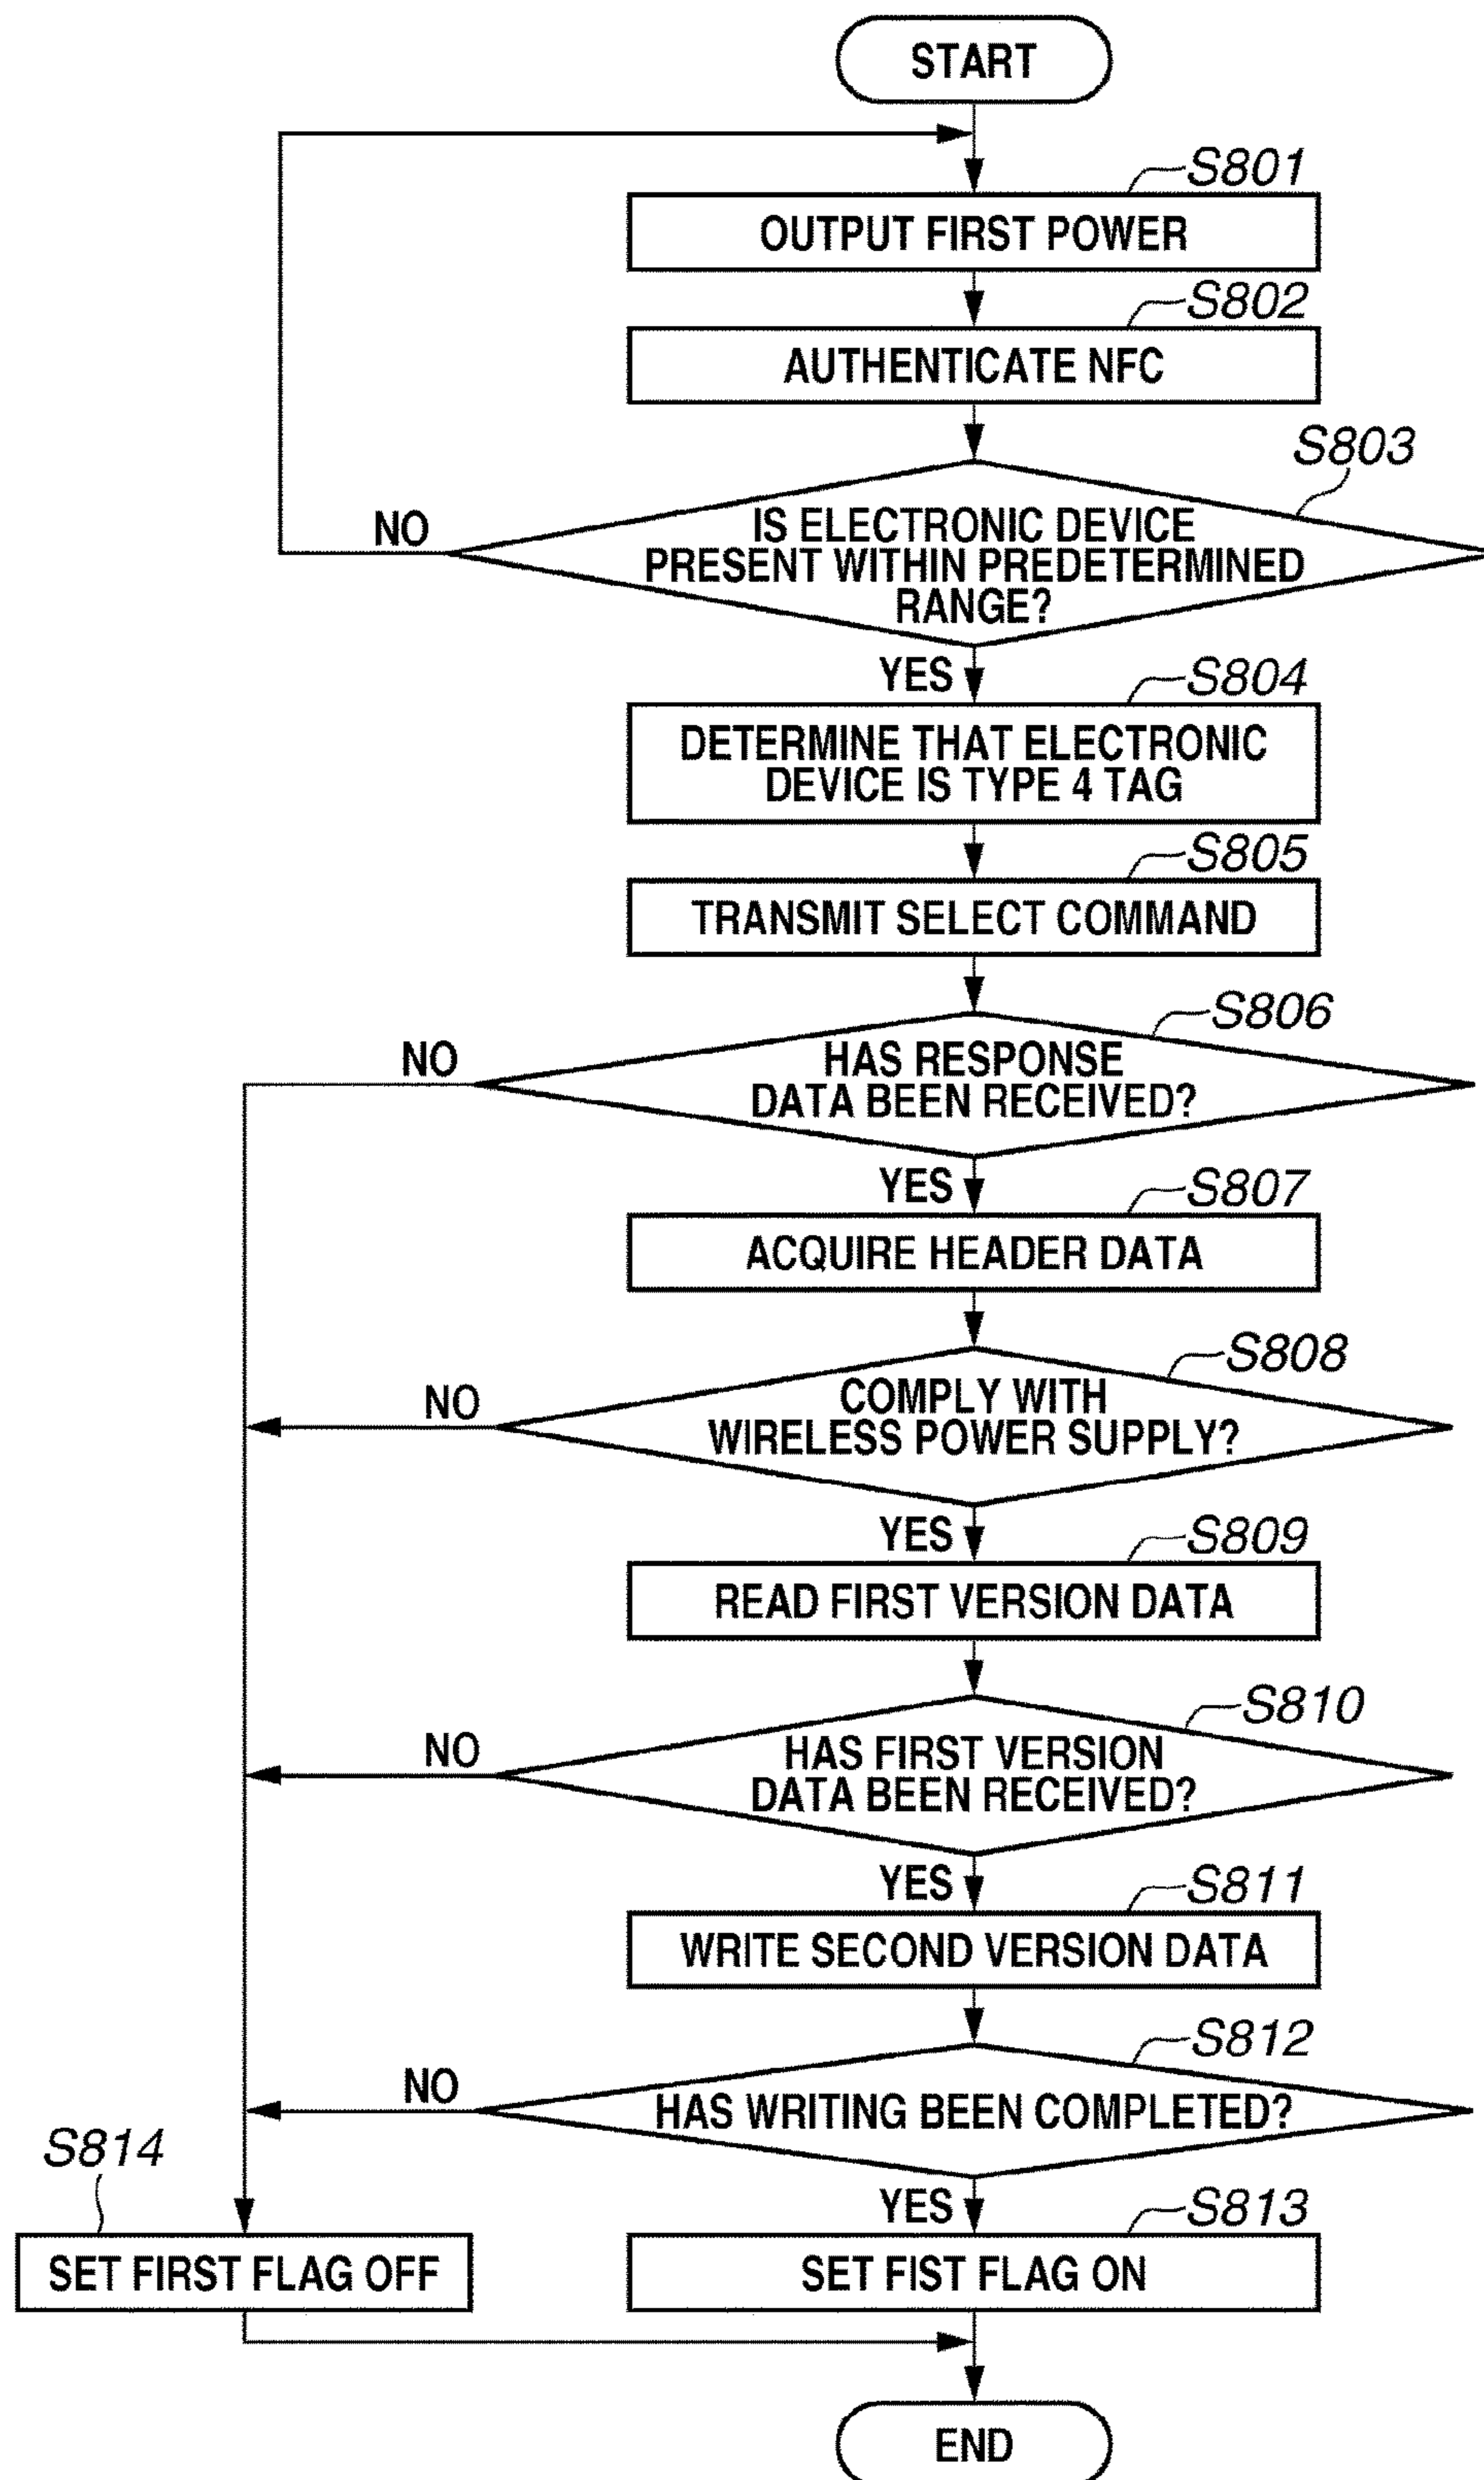 START
S801
OUTPUT FIRST POWER
S802
AUTHENTICATE NFC
S803
NO
IS ELECTRONIC DEVICE
PRESENT WITHIN PREDETERMINED
RANGE?
YES
S804
DETERMINE THAT ELECTRONIC
DEVICE IS TYPE 4 TAG
S805
TRANSMIT SELECT COMMAND
S806
NO
HAS RESPONSE
DATA BEEN RECEIVED?
YES
S807
ACQUIRE HEADER DATA
S808
NO
COMPLY WITH
WIRELESS POWER SUPPLY?
YES
S809
READ FIRST VERSION DATA
S810
NO
HAS FIRST VERSION
DATA BEEN RECEIVED?
YES
S811
WRITE SECOND VERSION DATA
S812
NO
HAS WRITING BEEN COMPLETED?
S814
YES
S813
SET FIRST FLAG OFF
SET FIST FLAG ON
END